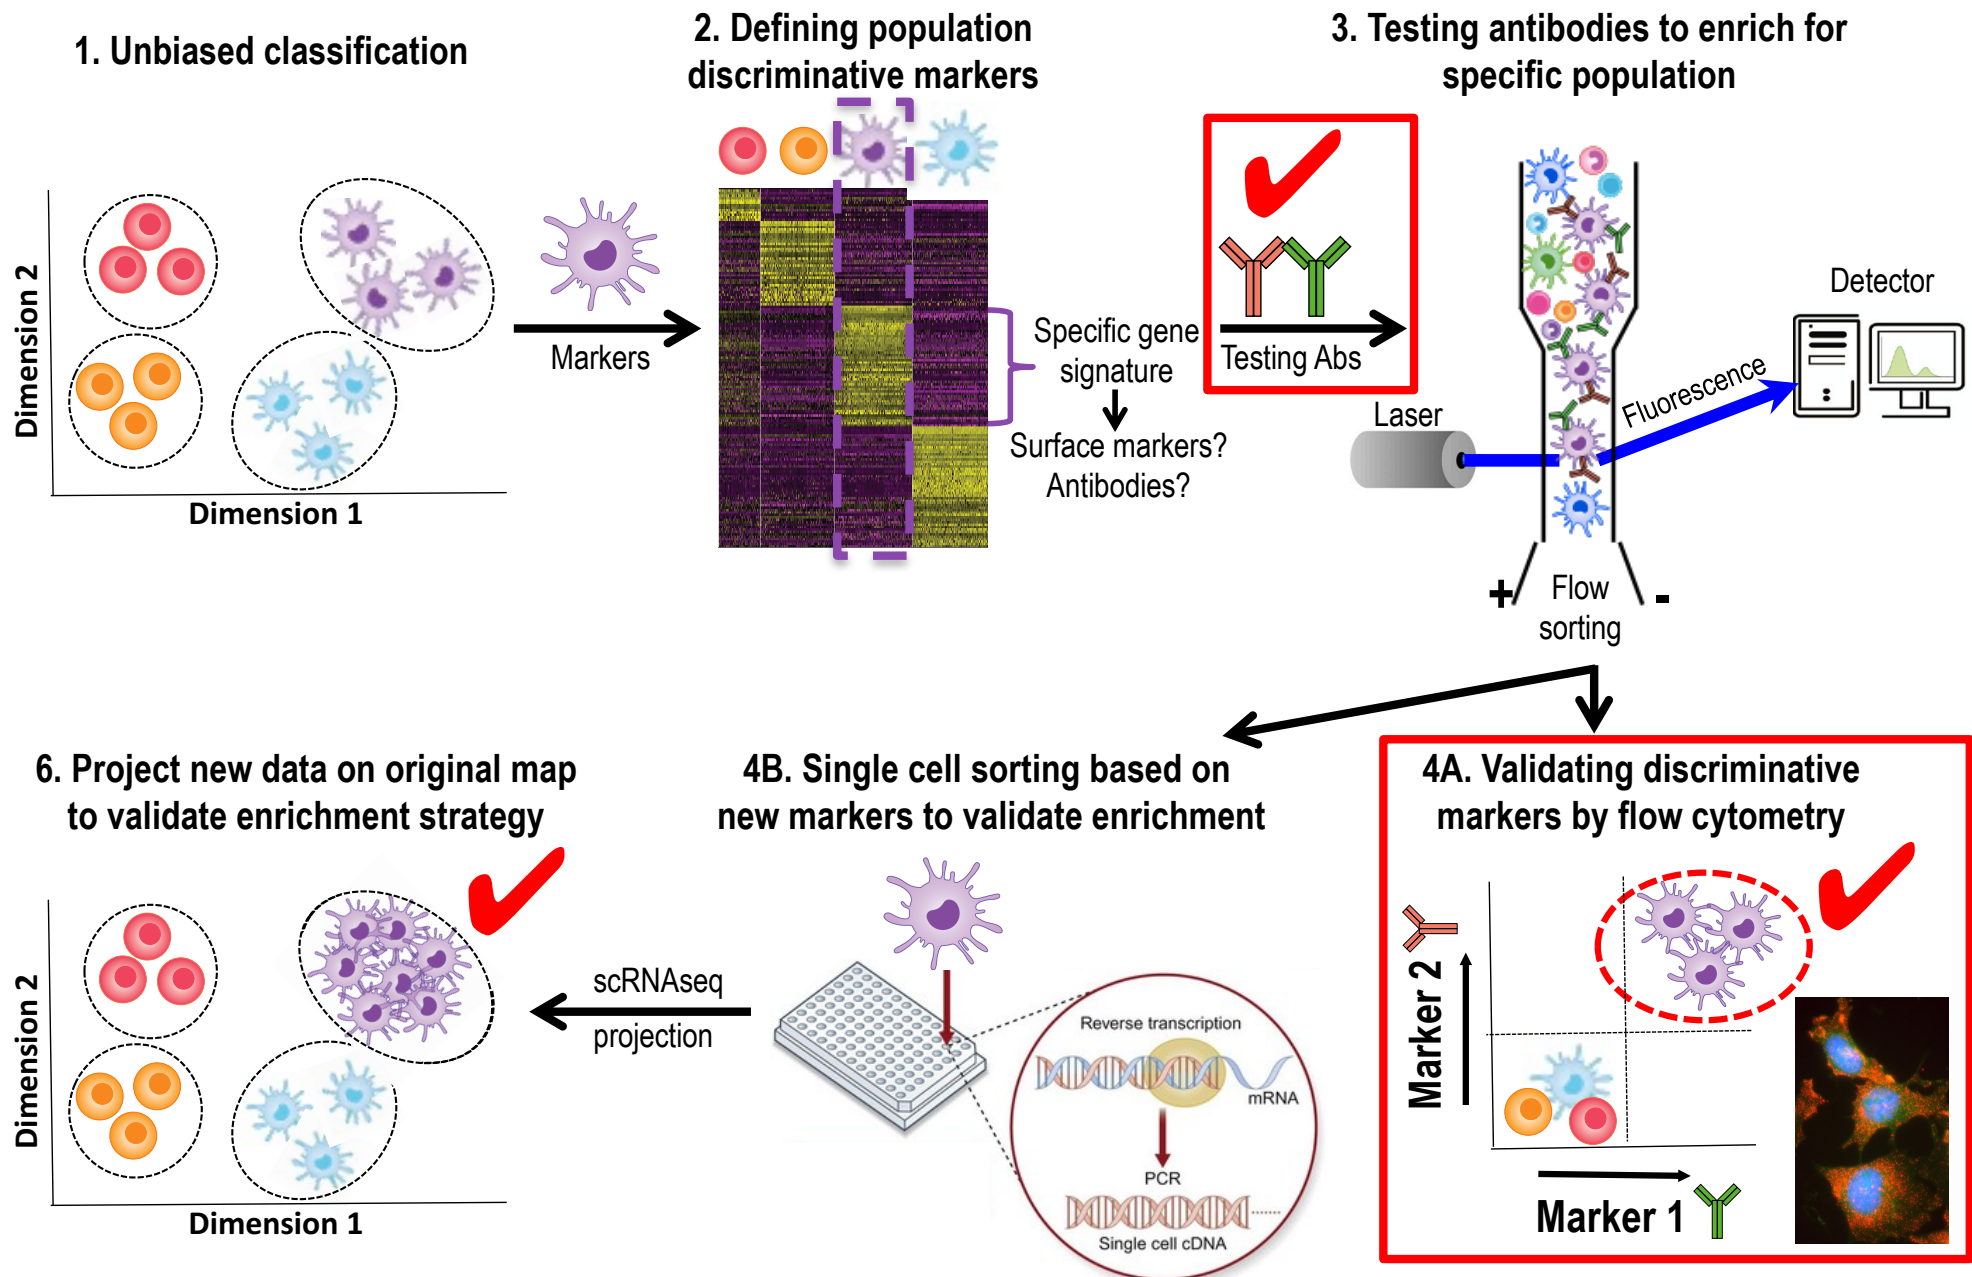 1. Unbiased classification
Dimension 2
Dimension 1
Markers
2. Defining population
discriminative markers
Specific gene
signature
Surface markers?
Antibodies?
3. Testing antibodies to enrich for
specific population
Testing Abs
Laser
Fluorescence
Detector
+
Flow
sorting
-
4A. Validating discriminative
markers by flow cytometry
Marker 2
Marker 1
4B. Single cell sorting based on
new markers to validate enrichment
Reverse transcription
mRNA
PCR
Single cell cDNA
scRNAseq
projection
6. Project new data on original map
to validate enrichment strategy
Dimension 2
Dimension 1